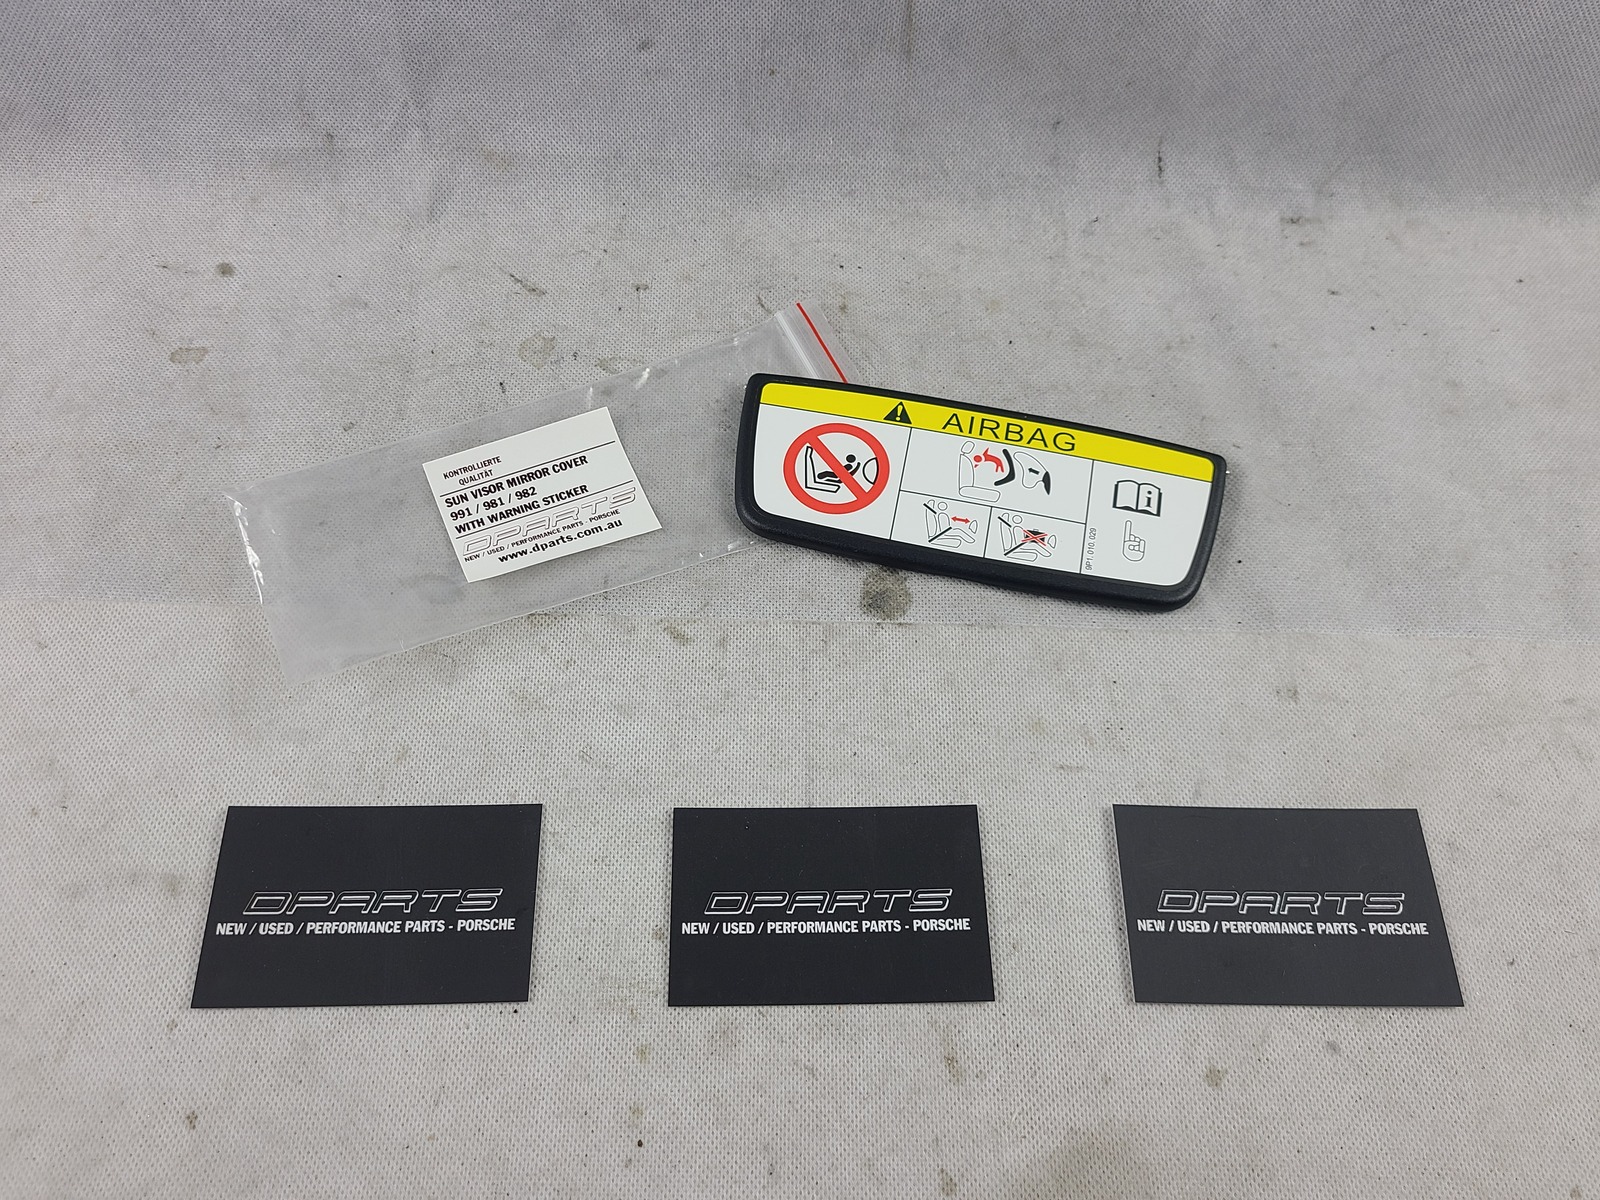 KONTROLLIERTE
QUALITÄT
SUN VISOR MIRROR COVER
991 / 981 / 982
WITH WARNING STICKER
DPARTS
NEW / USED / PERFORMANCE PARTS - PORSCHE
www.dparts.com.au
AIRBAG
i
9P1. 010. 029
DPARTS
NEW / USED / PERFORMANCE PARTS - PORSCHE
DPARTS
NEW / USED / PERFORMANCE PARTS - PORSCHE
DPARTS
NEW / USED / PERFORMANCE PARTS - PORSCHE